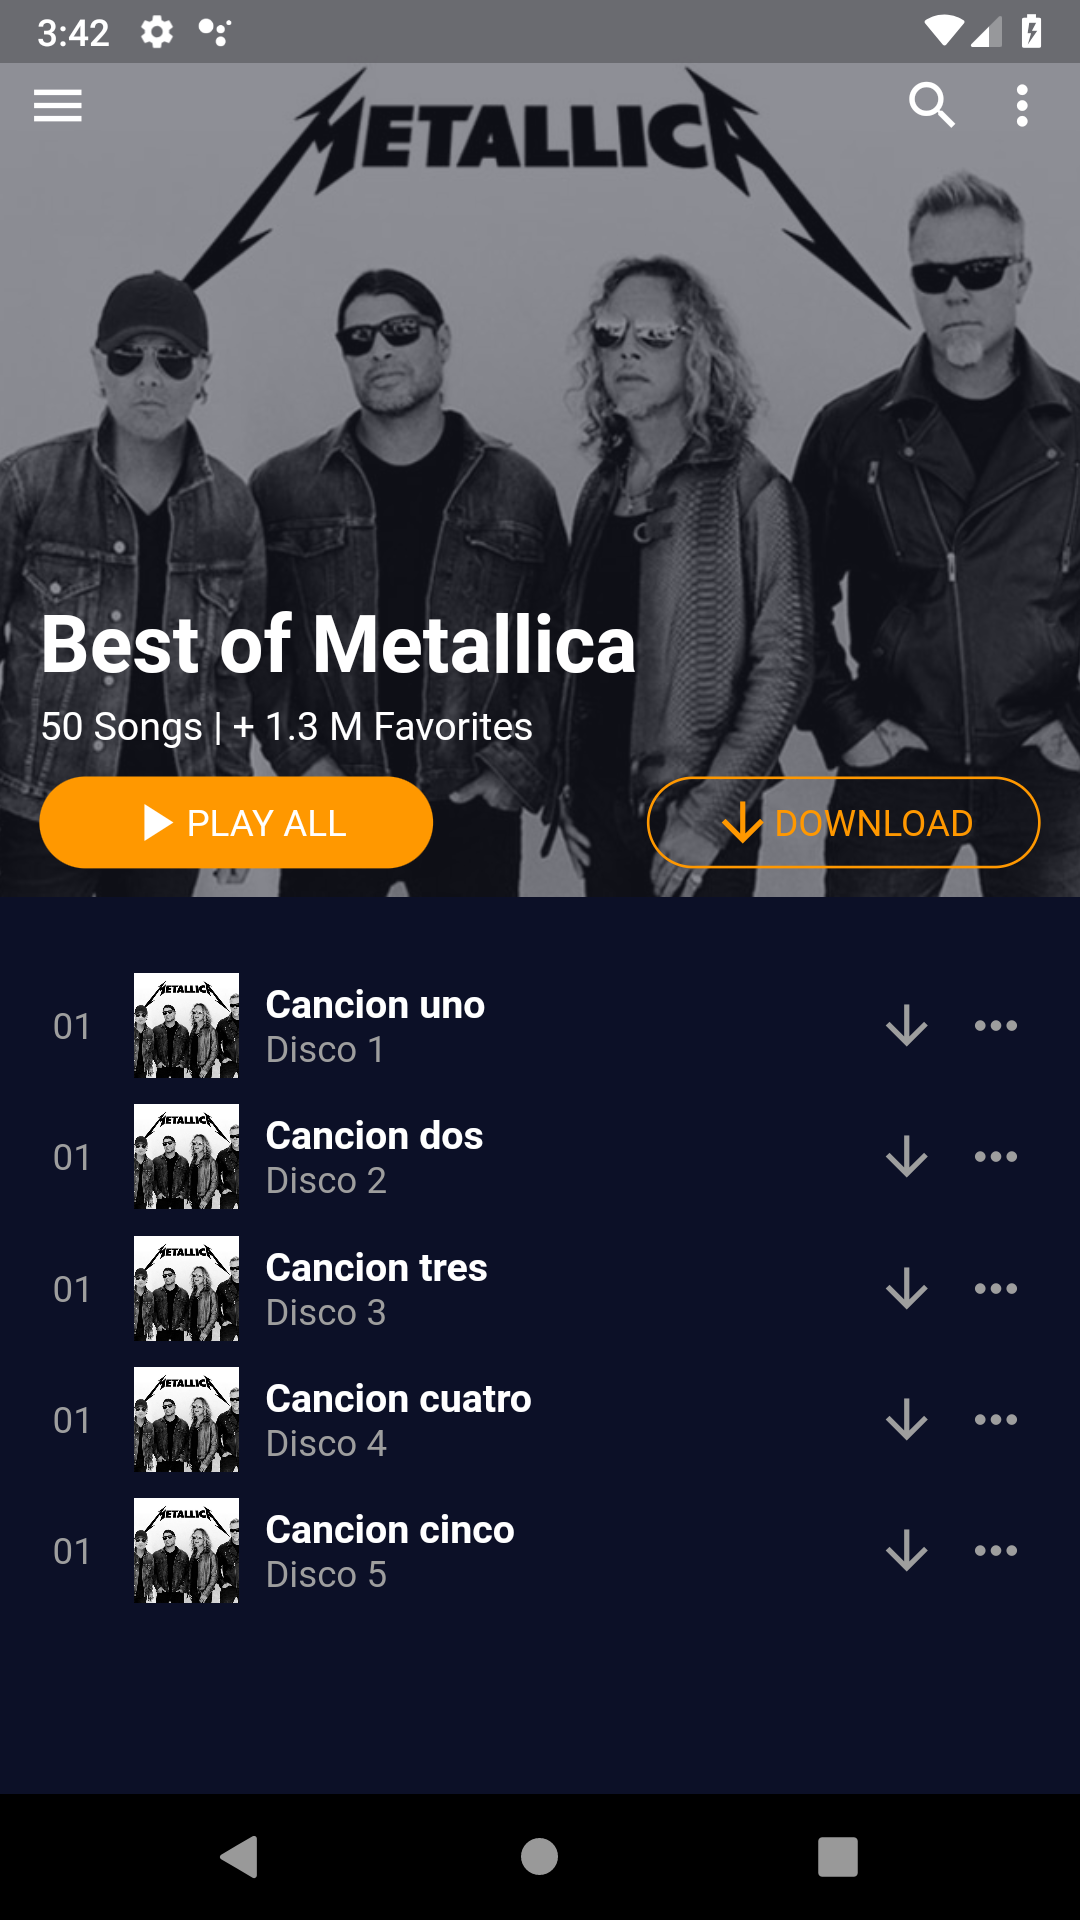 3:42
METALLICA
Best of Metallica
50 Songs | + 1.3 M Favorites
PLAY ALL
DOWNLOAD
01
METALLICA
Cancion uno
Disco 1
01
METALLICA
Cancion dos
Disco 2
01
METALLICA
Cancion tres
Disco 3
01
METALLICA
Cancion cuatro
Disco 4
01
METALLICA
Cancion cinco
Disco 5